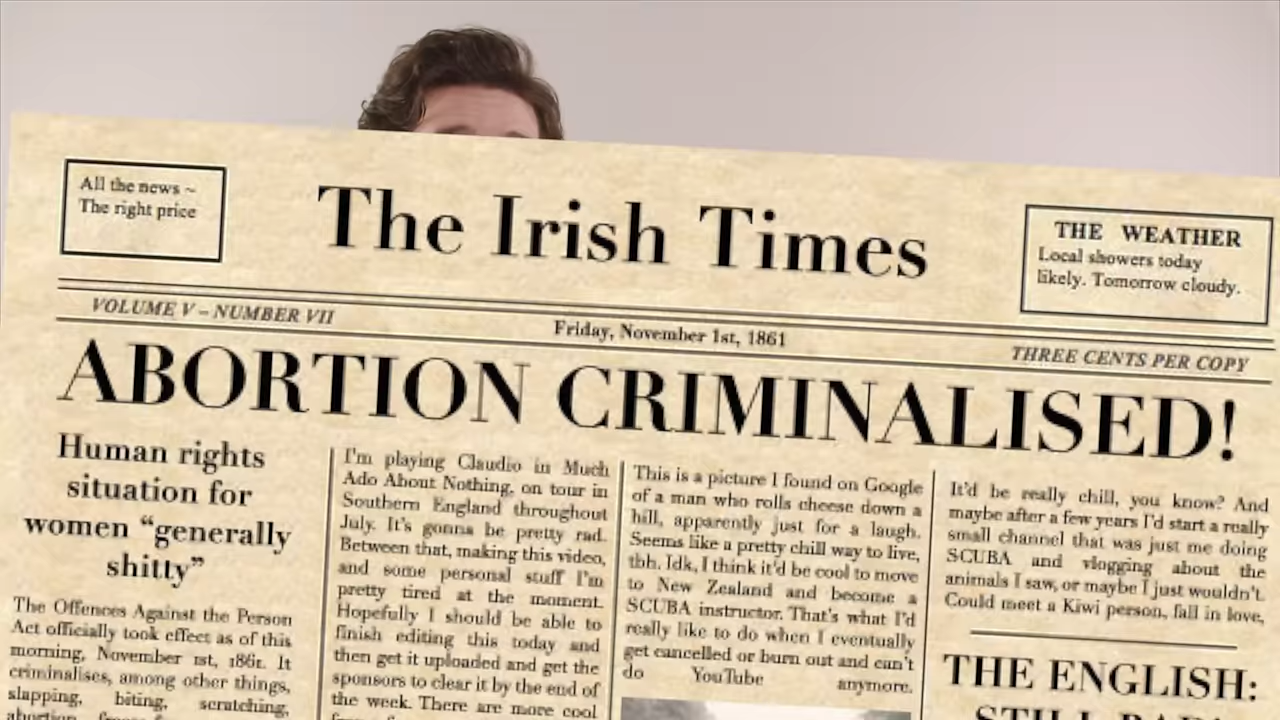 All the news ~
The right price
The Irish Times
THE WEATHER
Local showers today
likely. Tomorrow cloudy.
VOLUME V – NUMBER VII
Friday, November 1st, 1861
THREE CENTS PER COPY
ABORTION CRIMINALISED!
Human rights
situation for
women “generally
shitty”
The Offences Against the Person
Act officially took effect as of this
morning, November 1st, 1861. It
criminalises, among other things,
slapping, biting, scratching,
I'm playing Claudio in Much
Ado About Nothing, on tour in
Southern England throughout
July. It's gonna be pretty rad.
Between that, making this video,
and some personal stuff I'm
pretty tired at the moment.
Hopefully I should be able to
finish editing this today and
then get it uploaded and get the
sponsors to clear it by the end of
the week. There are more cool
This is a picture I found on Google
of a man who rolls cheese down a
hill, apparently just for a laugh.
Seems like a pretty chill way to live,
tbh. Idk, I think it'd be cool to move
to New Zealand and become a
SCUBA instructor. That's what I'd
really like to do when I eventually
get cancelled or burn out and can't
do YouTube anymore.
It'd be really chill, you know? And
maybe after a few years I'd start a really
small channel that was just me doing
SCUBA and vlogging about the
animals I saw, or maybe I just wouldn't.
Could meet a Kiwi person, fall in love,
THE ENGLISH: